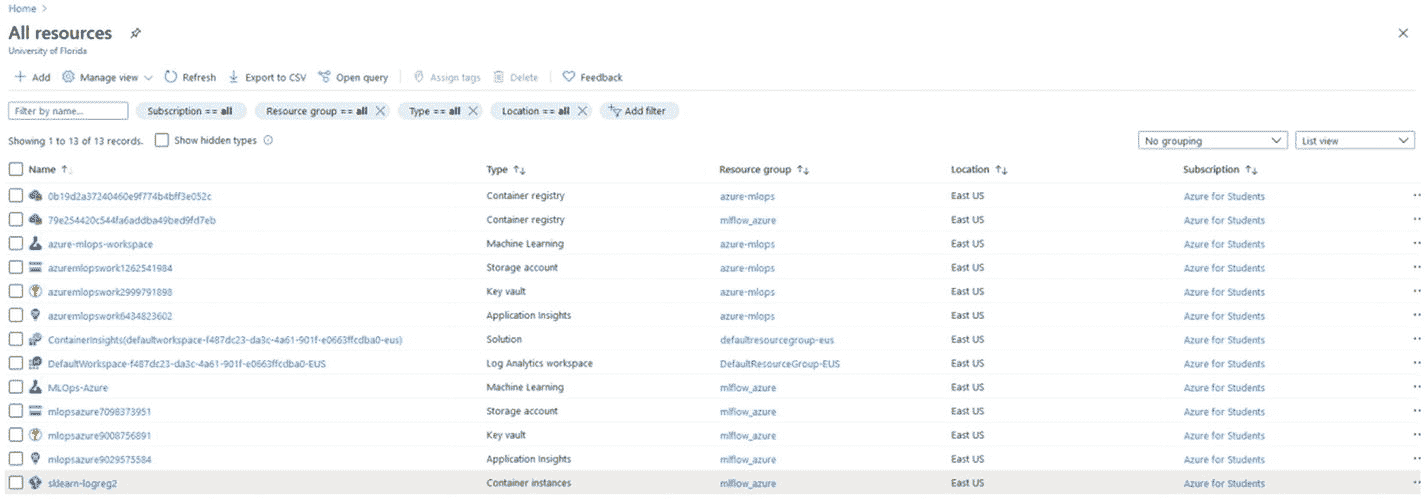 Home >
All resources
University of Florida
Add Manage view Refresh Export to CSV Open query Assign tags Delete Feedback
Filter by name... Subscription == all Resource group == all Type == all Location == all Add filter
Showing 1 to 13 of 13 records. Show hidden types No grouping List view
Name Type Resource group Location Subscription
0b19d2a37240460e9f774b4bff3e052c Container registry azure-mlops East US Azure for Students
79e254420c544fa6addba49bed9fd7eb Container registry mlflow_azure East US Azure for Students
azure-mlops-workspace Machine Learning azure-mlops East US Azure for Students
azuremlopswork1262541984 Storage account azure-mlops East US Azure for Students
azuremlopswork2999791898 Key vault azure-mlops East US Azure for Students
azuremlopswork6434823602 Application Insights azure-mlops East US Azure for Students
ContainerInsights(defaultworkspace-f487dc23-da3c-4a61-901f-e0663ffcdba0-eus) Solution defaultresourcegroup-eus East US Azure for Students
DefaultWorkspace-f487dc23-da3c-4a61-901f-e0663ffcdba0-EUS Log Analytics workspace DefaultResourceGroup-EUS East US Azure for Students
MLOps-Azure Machine Learning mlflow_azure East US Azure for Students
mlopsazure7098373951 Storage account mlflow_azure East US Azure for Students
mlopsazure9008756891 Key vault mlflow_azure East US Azure for Students
mlopsazure9029575584 Application Insights mlflow_azure East US Azure for Students
sklearn-logreg2 Container instances mlflow_azure East US Azure for Students